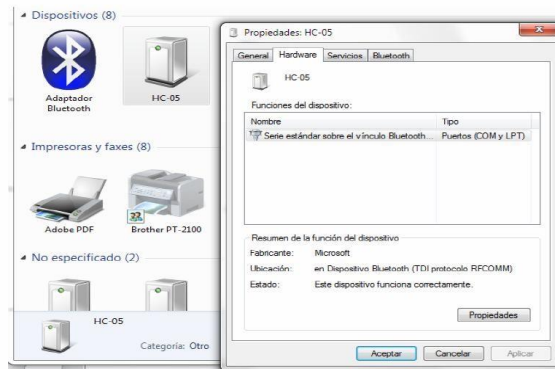 Dispositivos (8)
Adaptador
Bluetooth
HC-05
Impresoras y faxes (8)
Adobe PDF
Brother PT-2100
No especificado (2)
HC-05
Categoría: Otro
Propiedades: HC-05
General
Hardware
Servicios
Bluetooth
HC-05
Funciones del dispositivo:
Nombre
Tipo
Serie estándar sobre el vínculo Bluetooth...
Puertos (COM y LPT)
Resumen de la función del dispositivo
Fabricante: Microsoft
Ubicación: en Dispositivo Bluetooth (TDI protocolo RFCOMM)
Estado: Este dispositivo funciona correctamente.
Propiedades
Aceptar
Cancelar
Aplicar